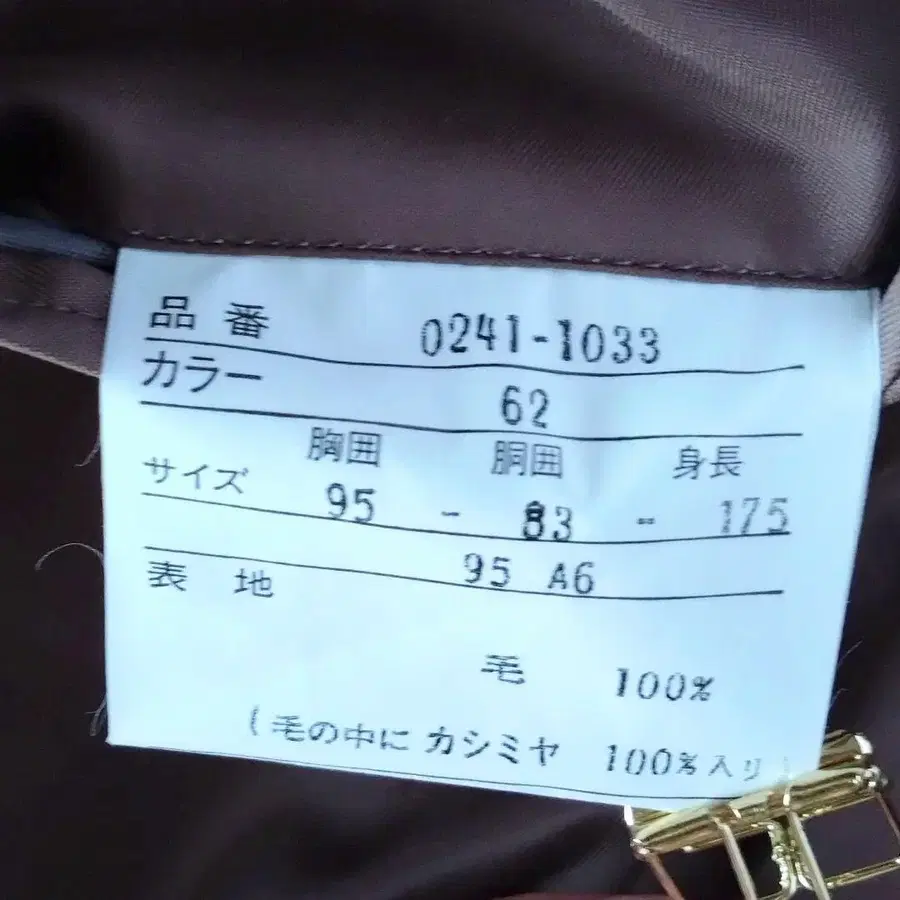 品番 0241-1033
カラー 62
胸囲 胴囲 身長
サイズ 95 - 83 - 175
95 A6
表地
毛 100%
(毛の中にカシミヤ 100%入り)